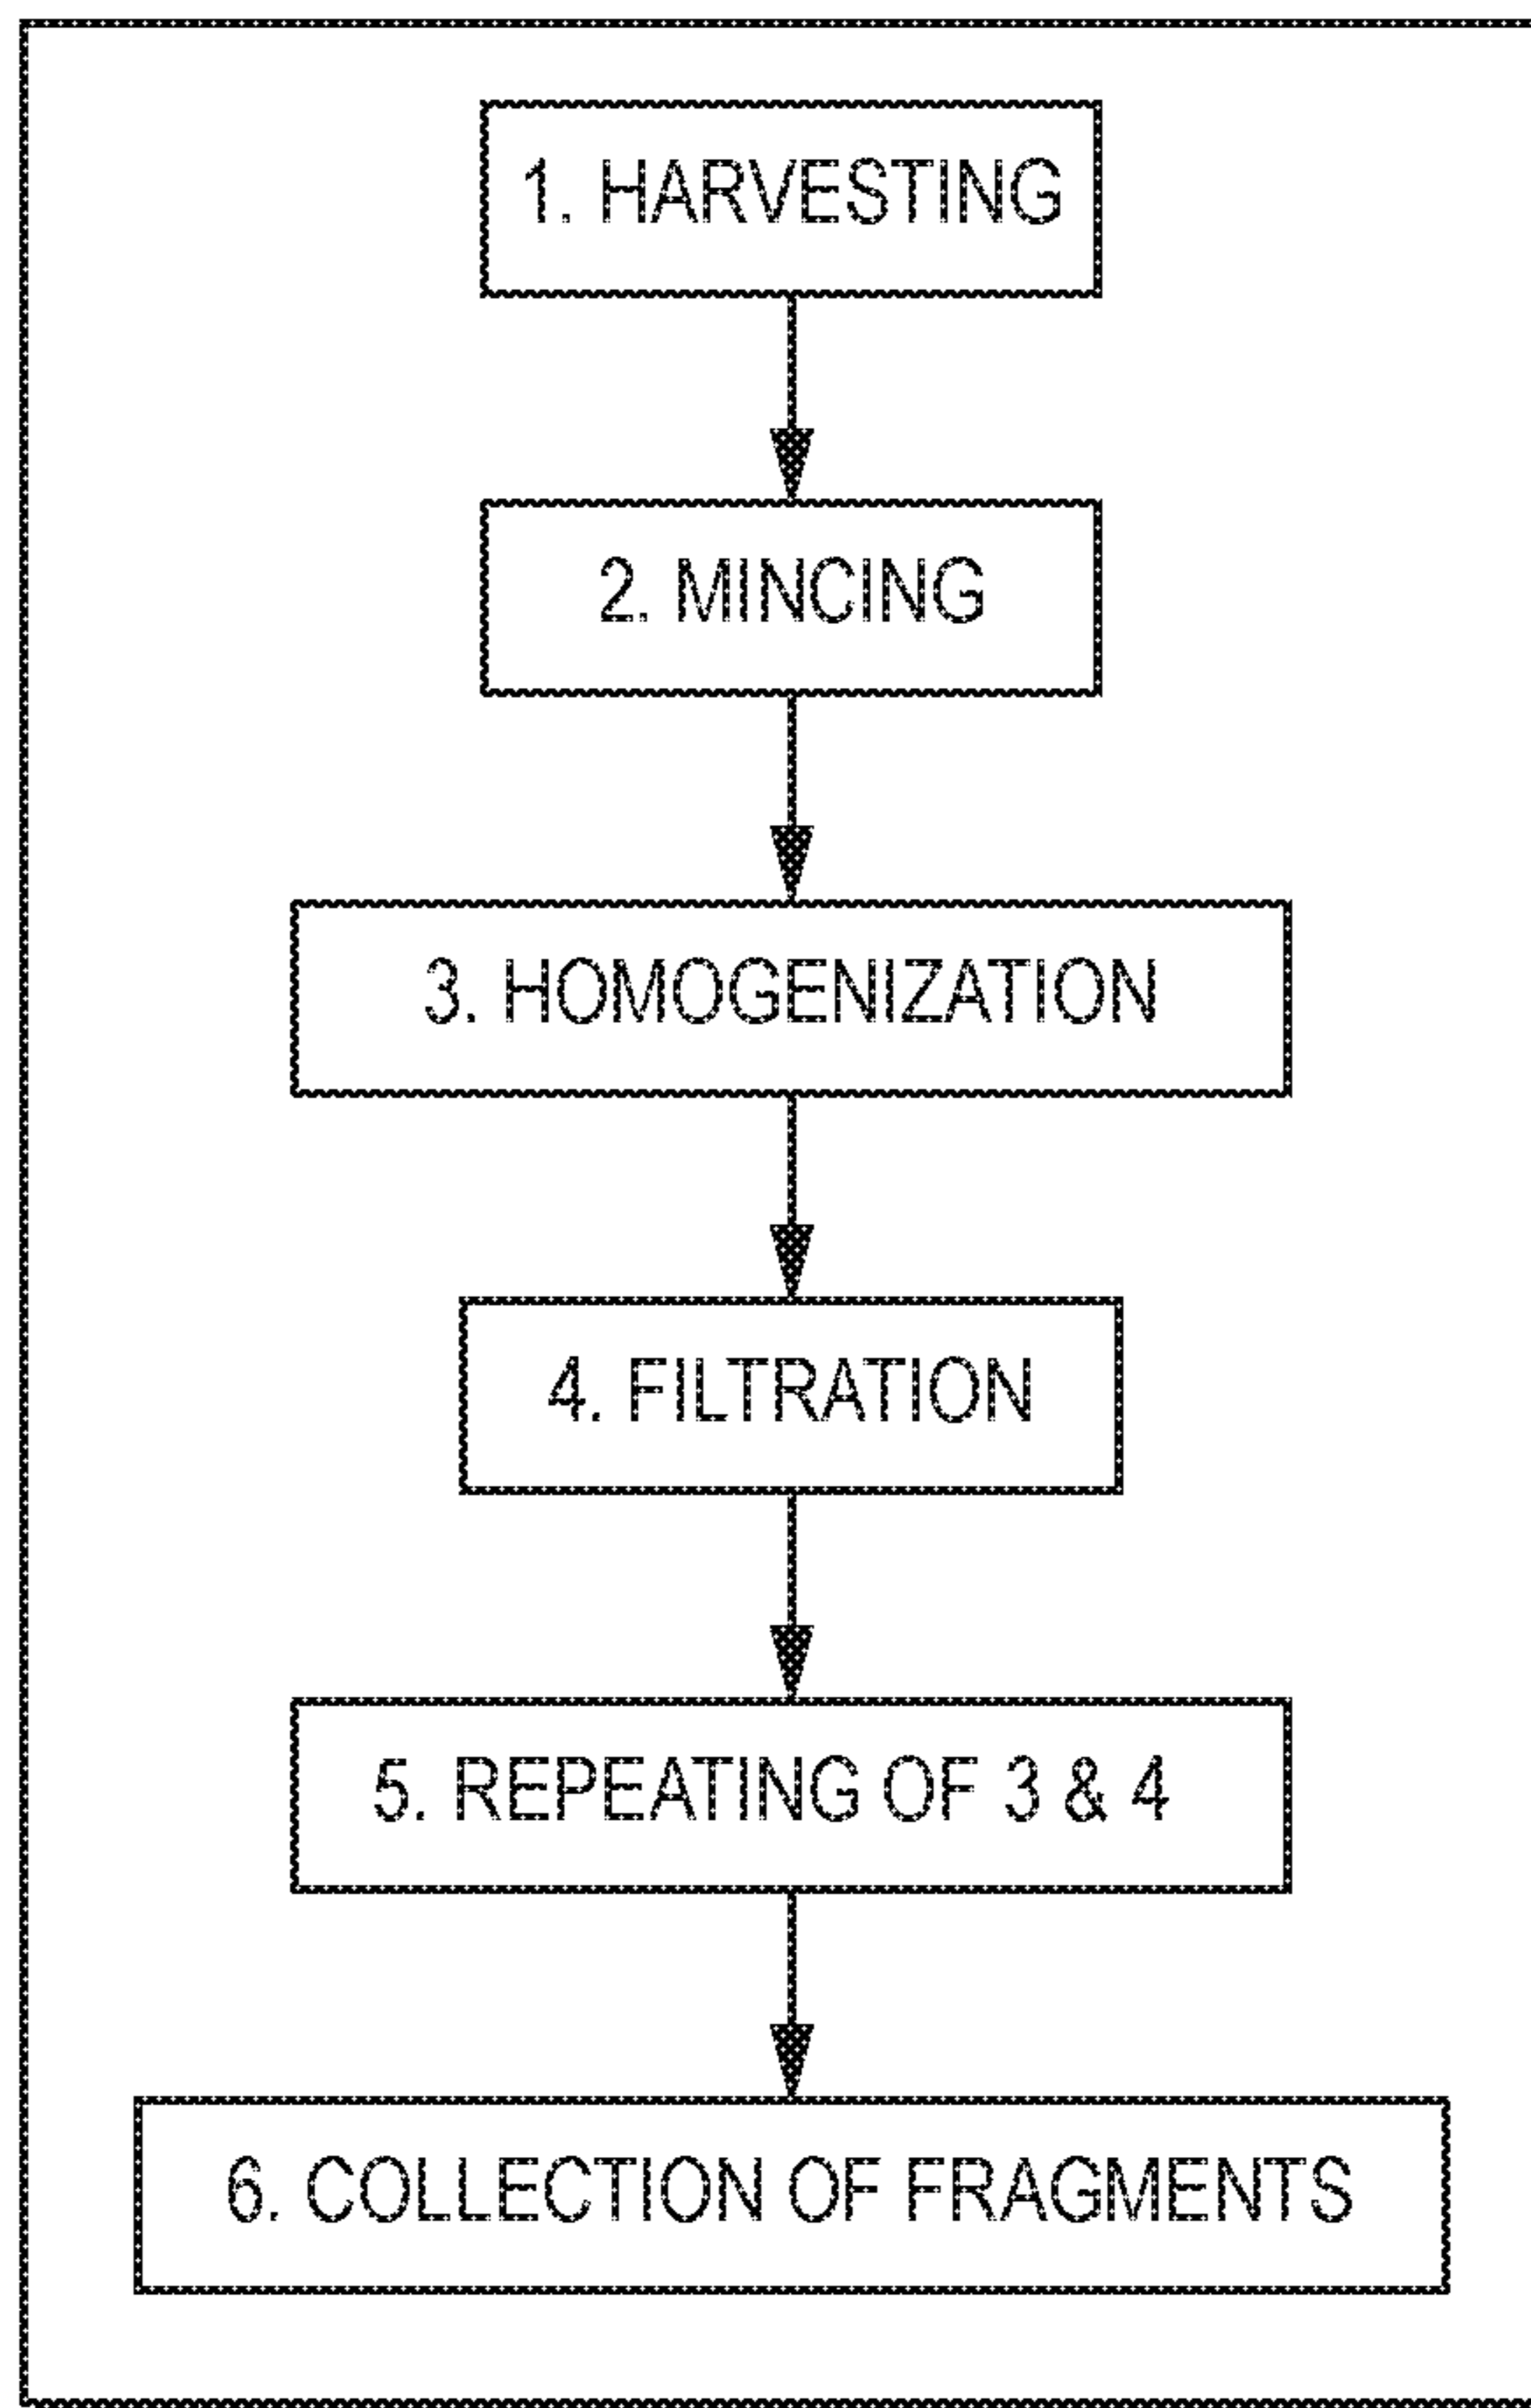 1. HARVESTING
2. MINCING
3. HOMOGENIZATION
4. FILTRATION
5. REPEATING OF 3 & 4
6. COLLECTION OF FRAGMENTS